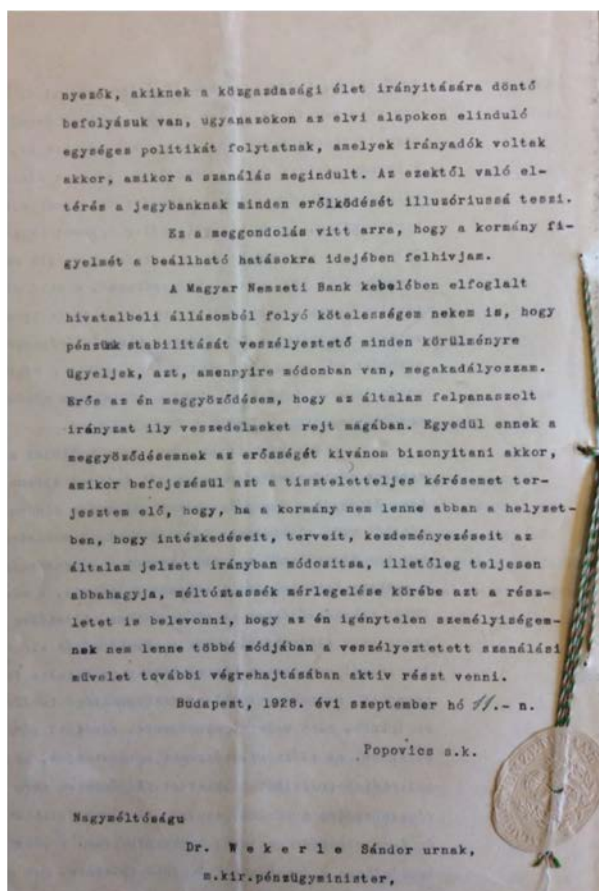 nyezők, akiknek a közgazdasági élet irányitására döntő
befolyásuk van, ugyanazokon az elvi alapokon elinduló
egységes politikát folytatnak, amelyek irányadók voltek
akkor, amikor a szanálás megindult. Az ezektől való el-
térés a jegybanknak minden erőlködését illuzóriussá teszi.
Ez a meggondolás vitt arra, hogy a kormány fi-
gyelmét a beállható hatásokra idejében felhivjam.
A Magyar Nemzeti Bank kebelében elfoglalt
hivatalbeli állásomból folyó kötelességem nekem is, hogy
pénzünk stabilitását veszélyeztető minden körülményre
ügyeljek, azt, amennyire módonban van, megakadályozzam.
Erős az én meggyőződésem, hogy az általam felpanaszolt
irányzat ily veszedelmeket rejt magában. Egyedül ennek a
meggyőződésemnek az erősségét kivánom bizonyitani akkor,
amikor befejezésül azt a tiszteletteljes kérésemet ter-
jesztem elő, hogy, ha a kormány nem lenne abban a helyzet-
ben, hogy intézkedéseit, terveit, kezdeményezéseit az
általam jelzett irányban módositsa, illetőleg teljesen
abbahagyja, méltóztassék mérlegelése körébe azt a rész-
letet is belevonni, hogy az én igénytelen személyiségem-
nek nem lenne többé módjában a veszélyeztetett szanálási
művelet további végrehajtásában aktiv részt venni.
Budapest, 1928. évi szeptember hó 11.- n.
Popovics s.k.
Nagyméltóságu
Dr. Wekerle Sándor urnak,
m.kir.pénzügyminister,